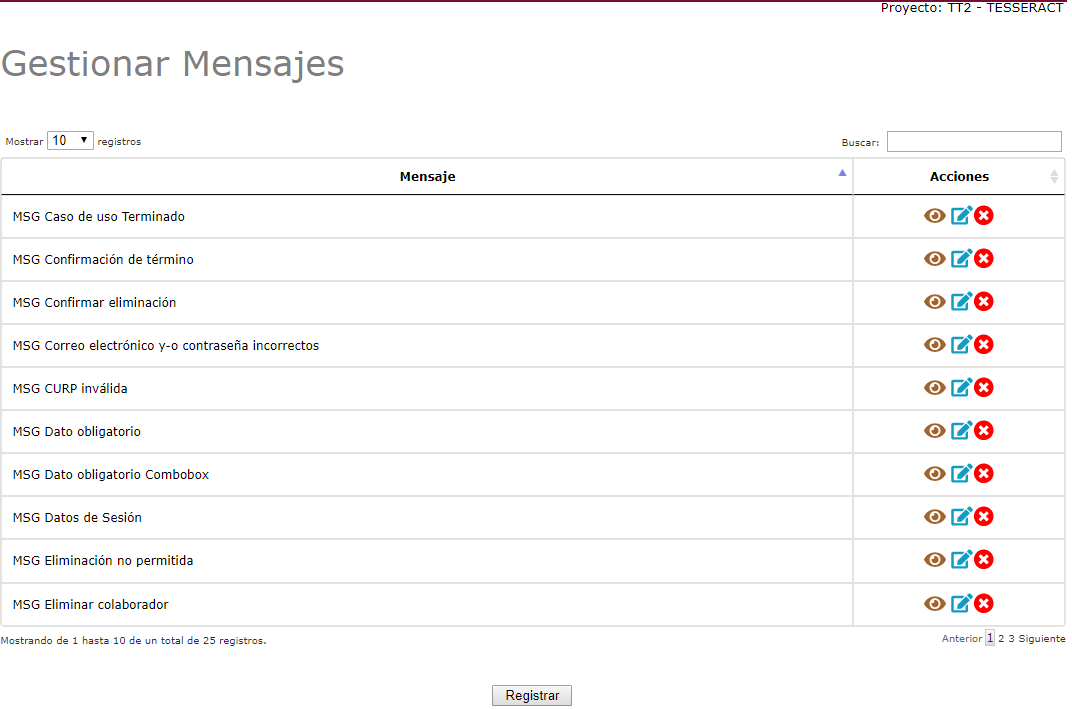 Proyecto: TT2 - TESSERACT
Gestionar Mensajes
Mostrar 10 registros Buscar:
Mensaje Acciones
MSG Caso de uso Terminado
MSG Confirmación de término
MSG Confirmar eliminación
MSG Correo electrónico y-o contraseña incorrectos
MSG CURP inválida
MSG Dato obligatorio
MSG Dato obligatorio Combobox
MSG Datos de Sesión
MSG Eliminación no permitida
MSG Eliminar colaborador
Mostrando de 1 hasta 10 de un total de 25 registros. Anterior 1 2 3 Siguiente
Registrar